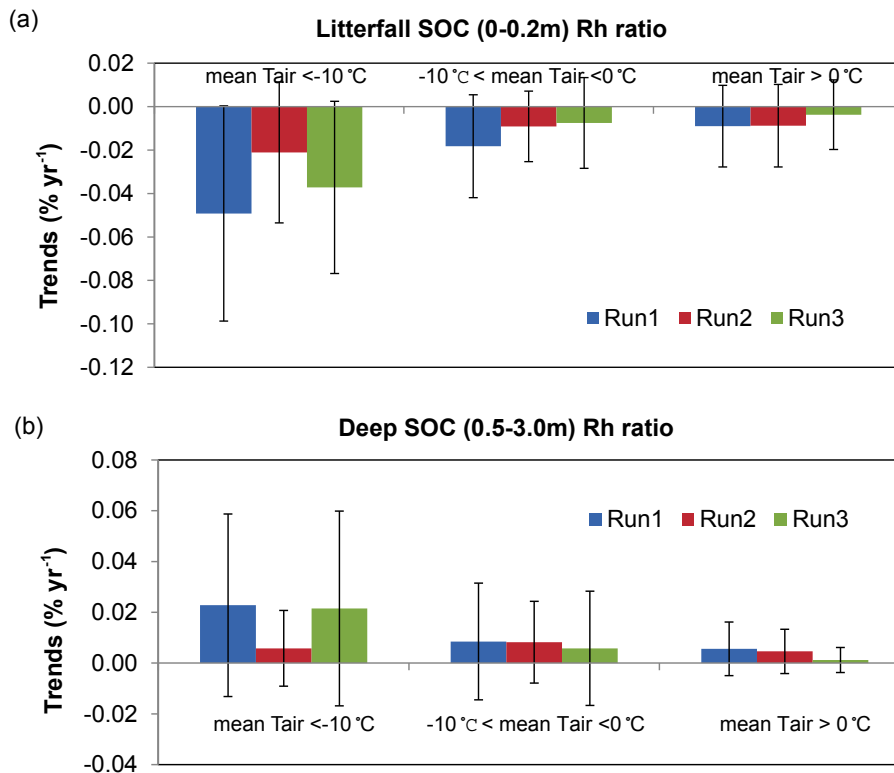 (a)
Litterfall SOC (0-0.2m) Rh ratio
0.02
mean Tair <-10 ℃
-10℃ < mean Tair <0℃
mean Tair > 0℃
0.00
-0.02
-0.04
-0.06
-0.08
-0.10
-0.12
Trends (% yr⁻¹)
Run1 Run2 Run3
(b)
Deep SOC (0.5-3.0m) Rh ratio
0.08
0.06
0.04
0.02
0.00
-0.02
-0.04
Trends (% yr⁻¹)
Run1 Run2 Run3
mean Tair <-10 ℃
-10℃ < mean Tair <0℃
mean Tair > 0℃